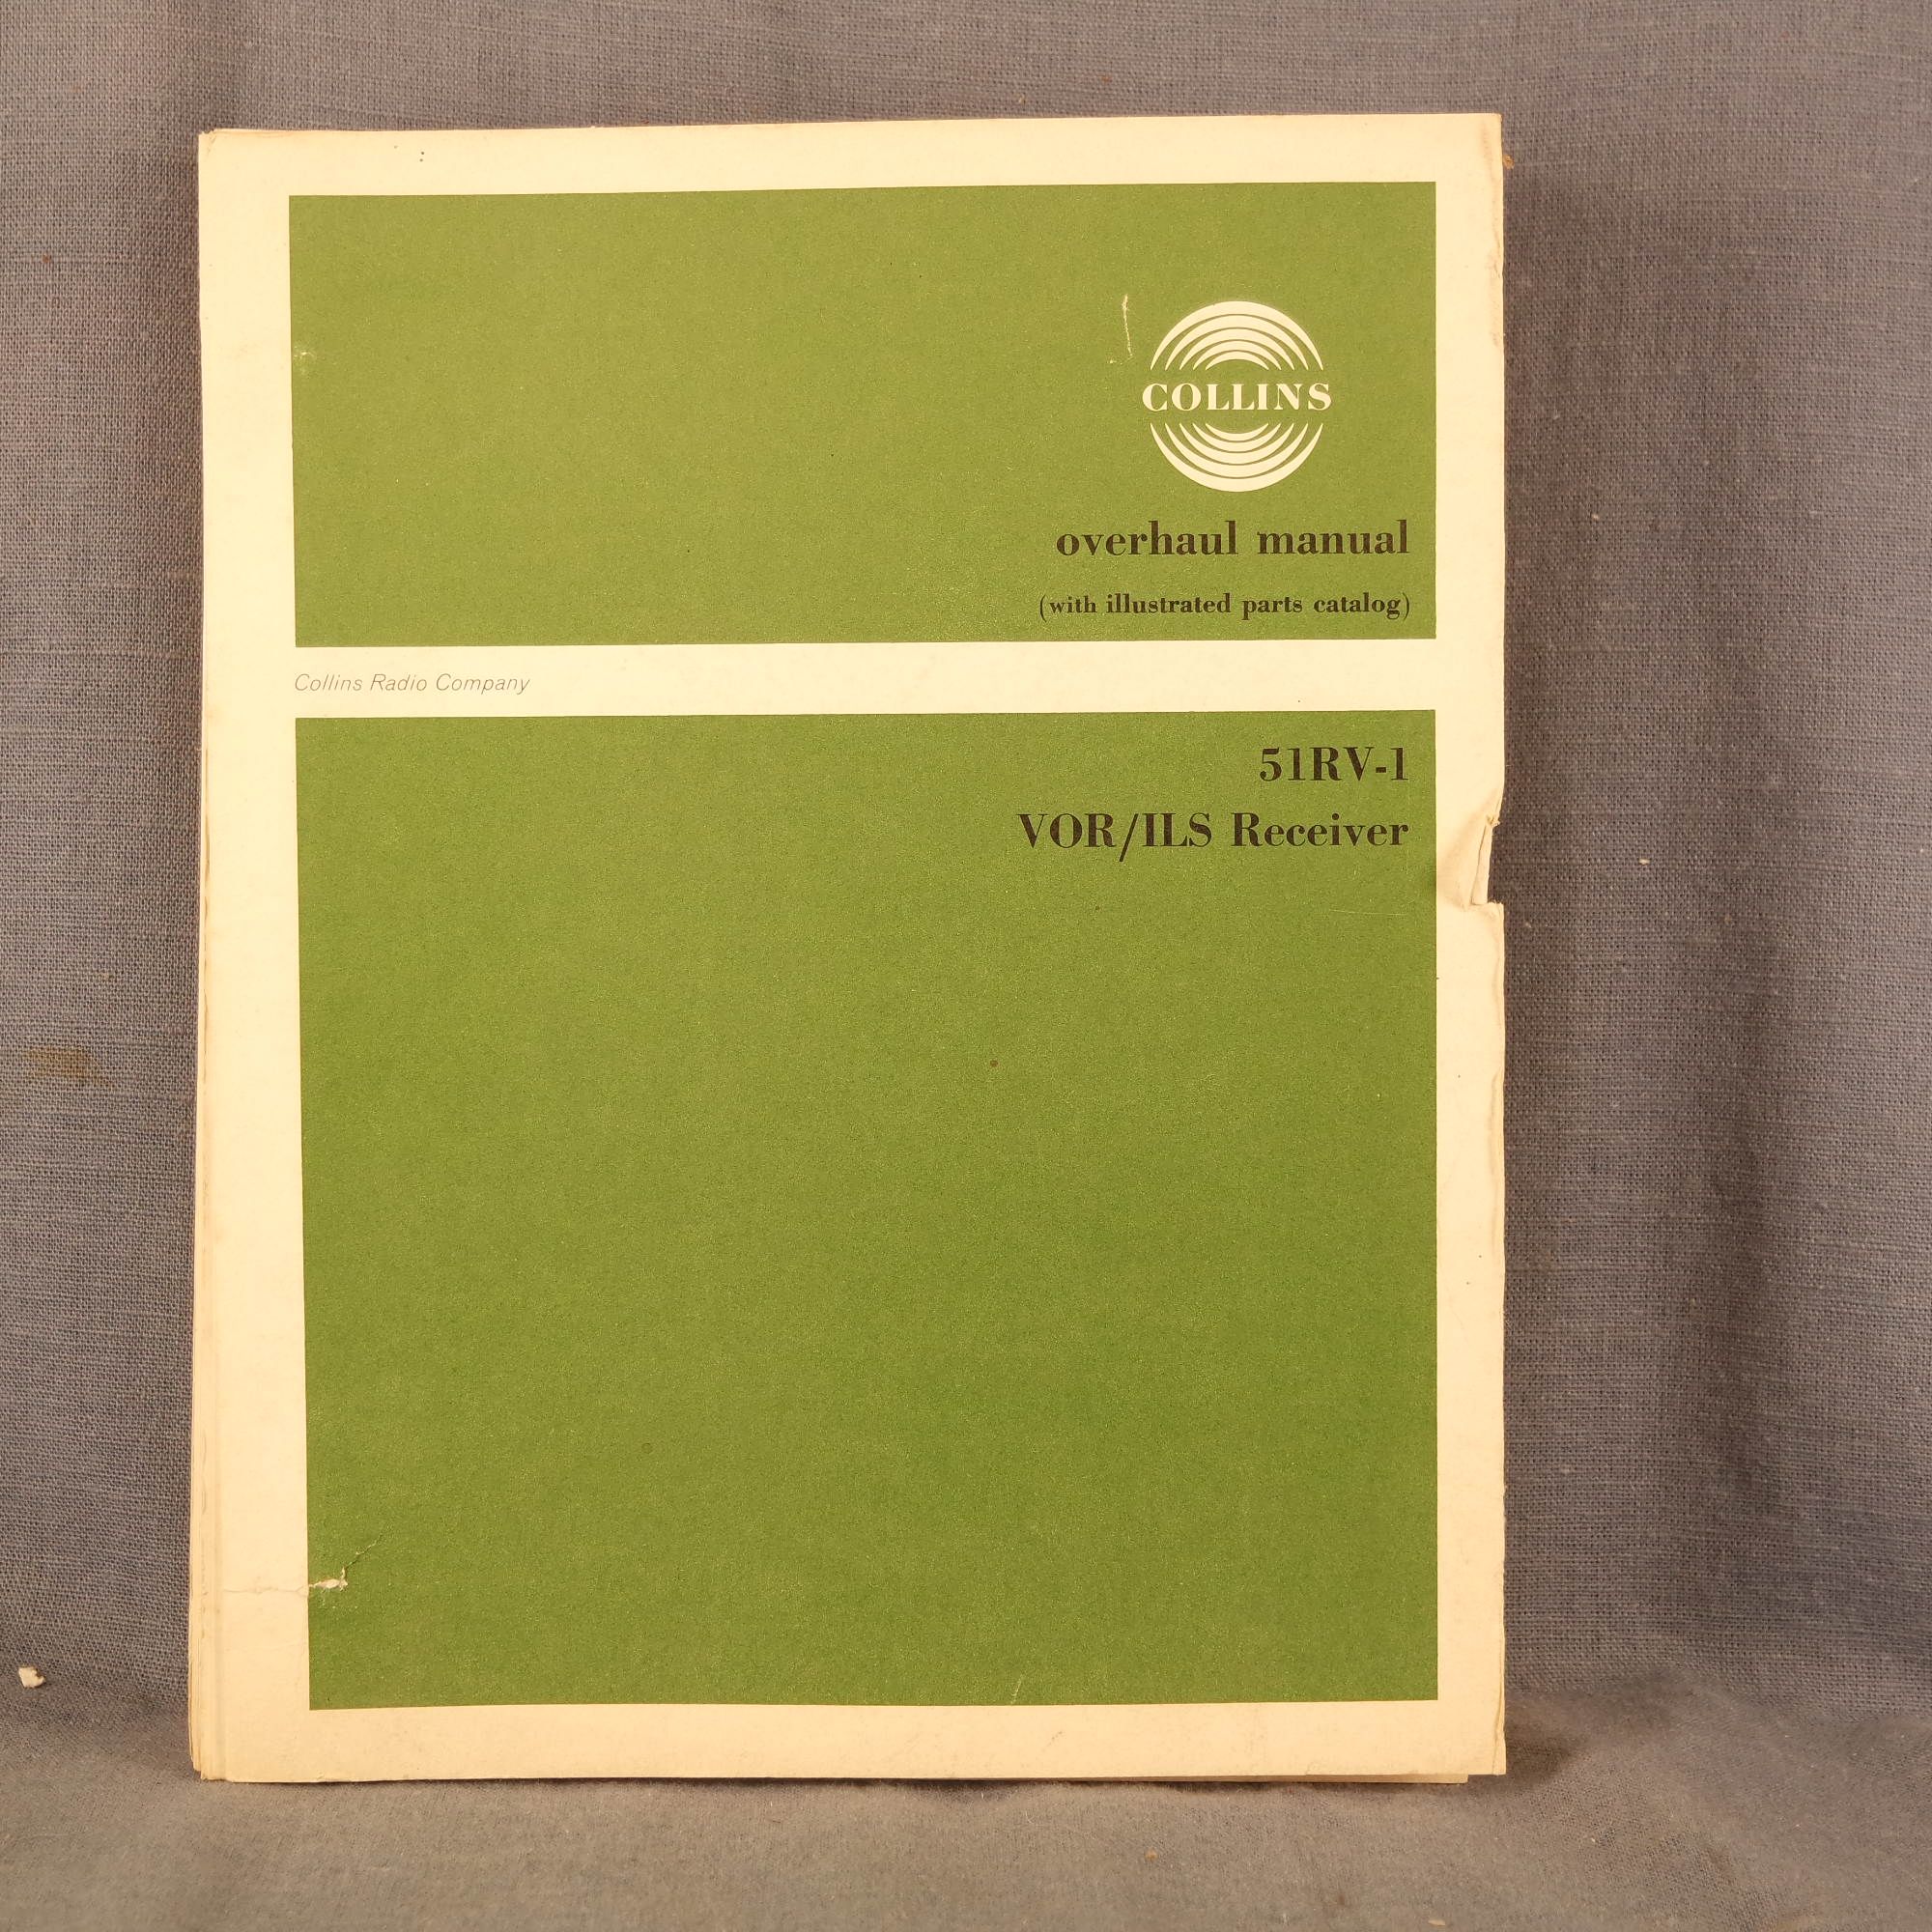 COLLINS
overhaul manual
(with illustrated parts catalog)
Collins Radio Company
51RV-1
VOR/ILS Receiver